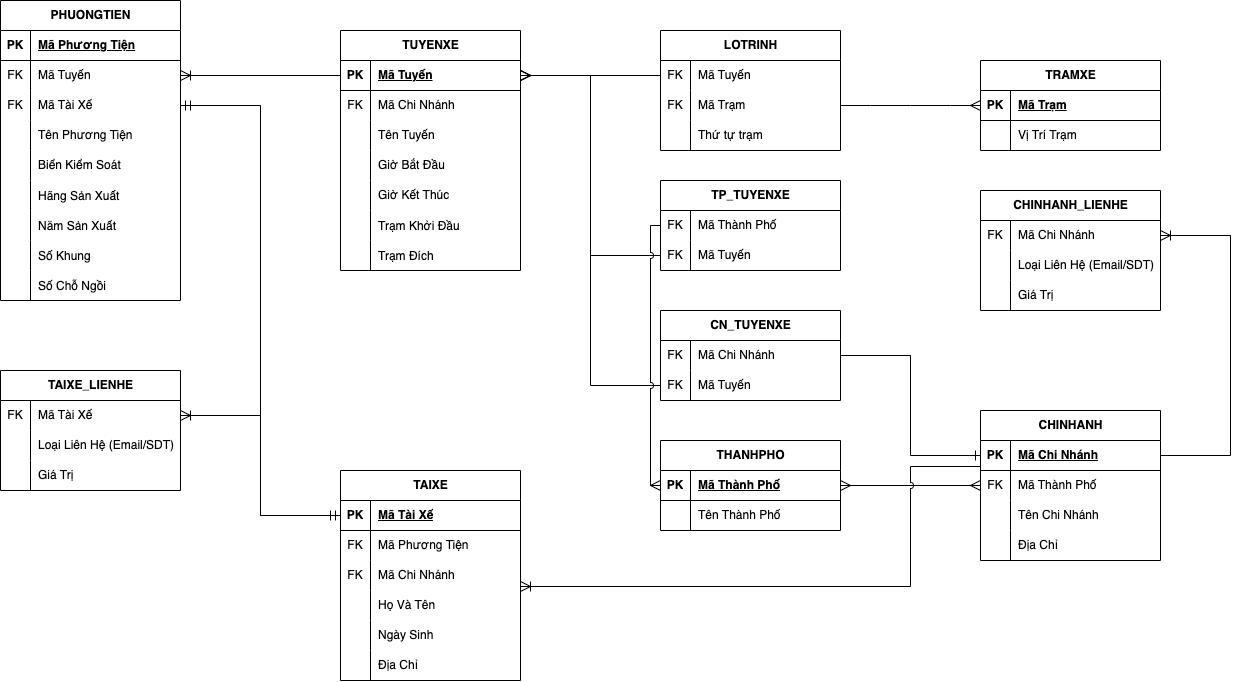 PHUONGTIEN
PK Mã Phương Tiện
FK Mã Tuyến
FK Mã Tài Xế
Tên Phương Tiện
Biển Kiểm Soát
Hãng Sản Xuất
Năm Sản Xuất
Số Khung
Số Chỗ Ngồi
TUYENXE
PK Mã Tuyến
FK Mã Chi Nhánh
Tên Tuyến
Giờ Bắt Đầu
Giờ Kết Thúc
Trạm Khởi Đầu
Trạm Đích
LOTRINH
FK Mã Tuyến
FK Mã Trạm
Thứ tự trạm
TRAMXE
PK Mã Trạm
Vị Trí Trạm
TP_TUYENXE
FK Mã Thành Phố
FK Mã Tuyến
CHINHANH_LIENHE
FK Mã Chi Nhánh
Loại Liên Hệ (Email/SDT)
Giá Trị
CN_TUYENXE
FK Mã Chi Nhánh
FK Mã Tuyến
TAIXE_LIENHE
FK Mã Tài Xế
Loại Liên Hệ (Email/SDT)
Giá Trị
THANHPHO
PK Mã Thành Phố
Tên Thành Phố
CHINHANH
PK Mã Chi Nhánh
FK Mã Thành Phố
Tên Chi Nhánh
Địa Chỉ
TAIXE
PK Mã Tài Xế
FK Mã Phương Tiện
FK Mã Chi Nhánh
Họ Và Tên
Ngày Sinh
Địa Chỉ